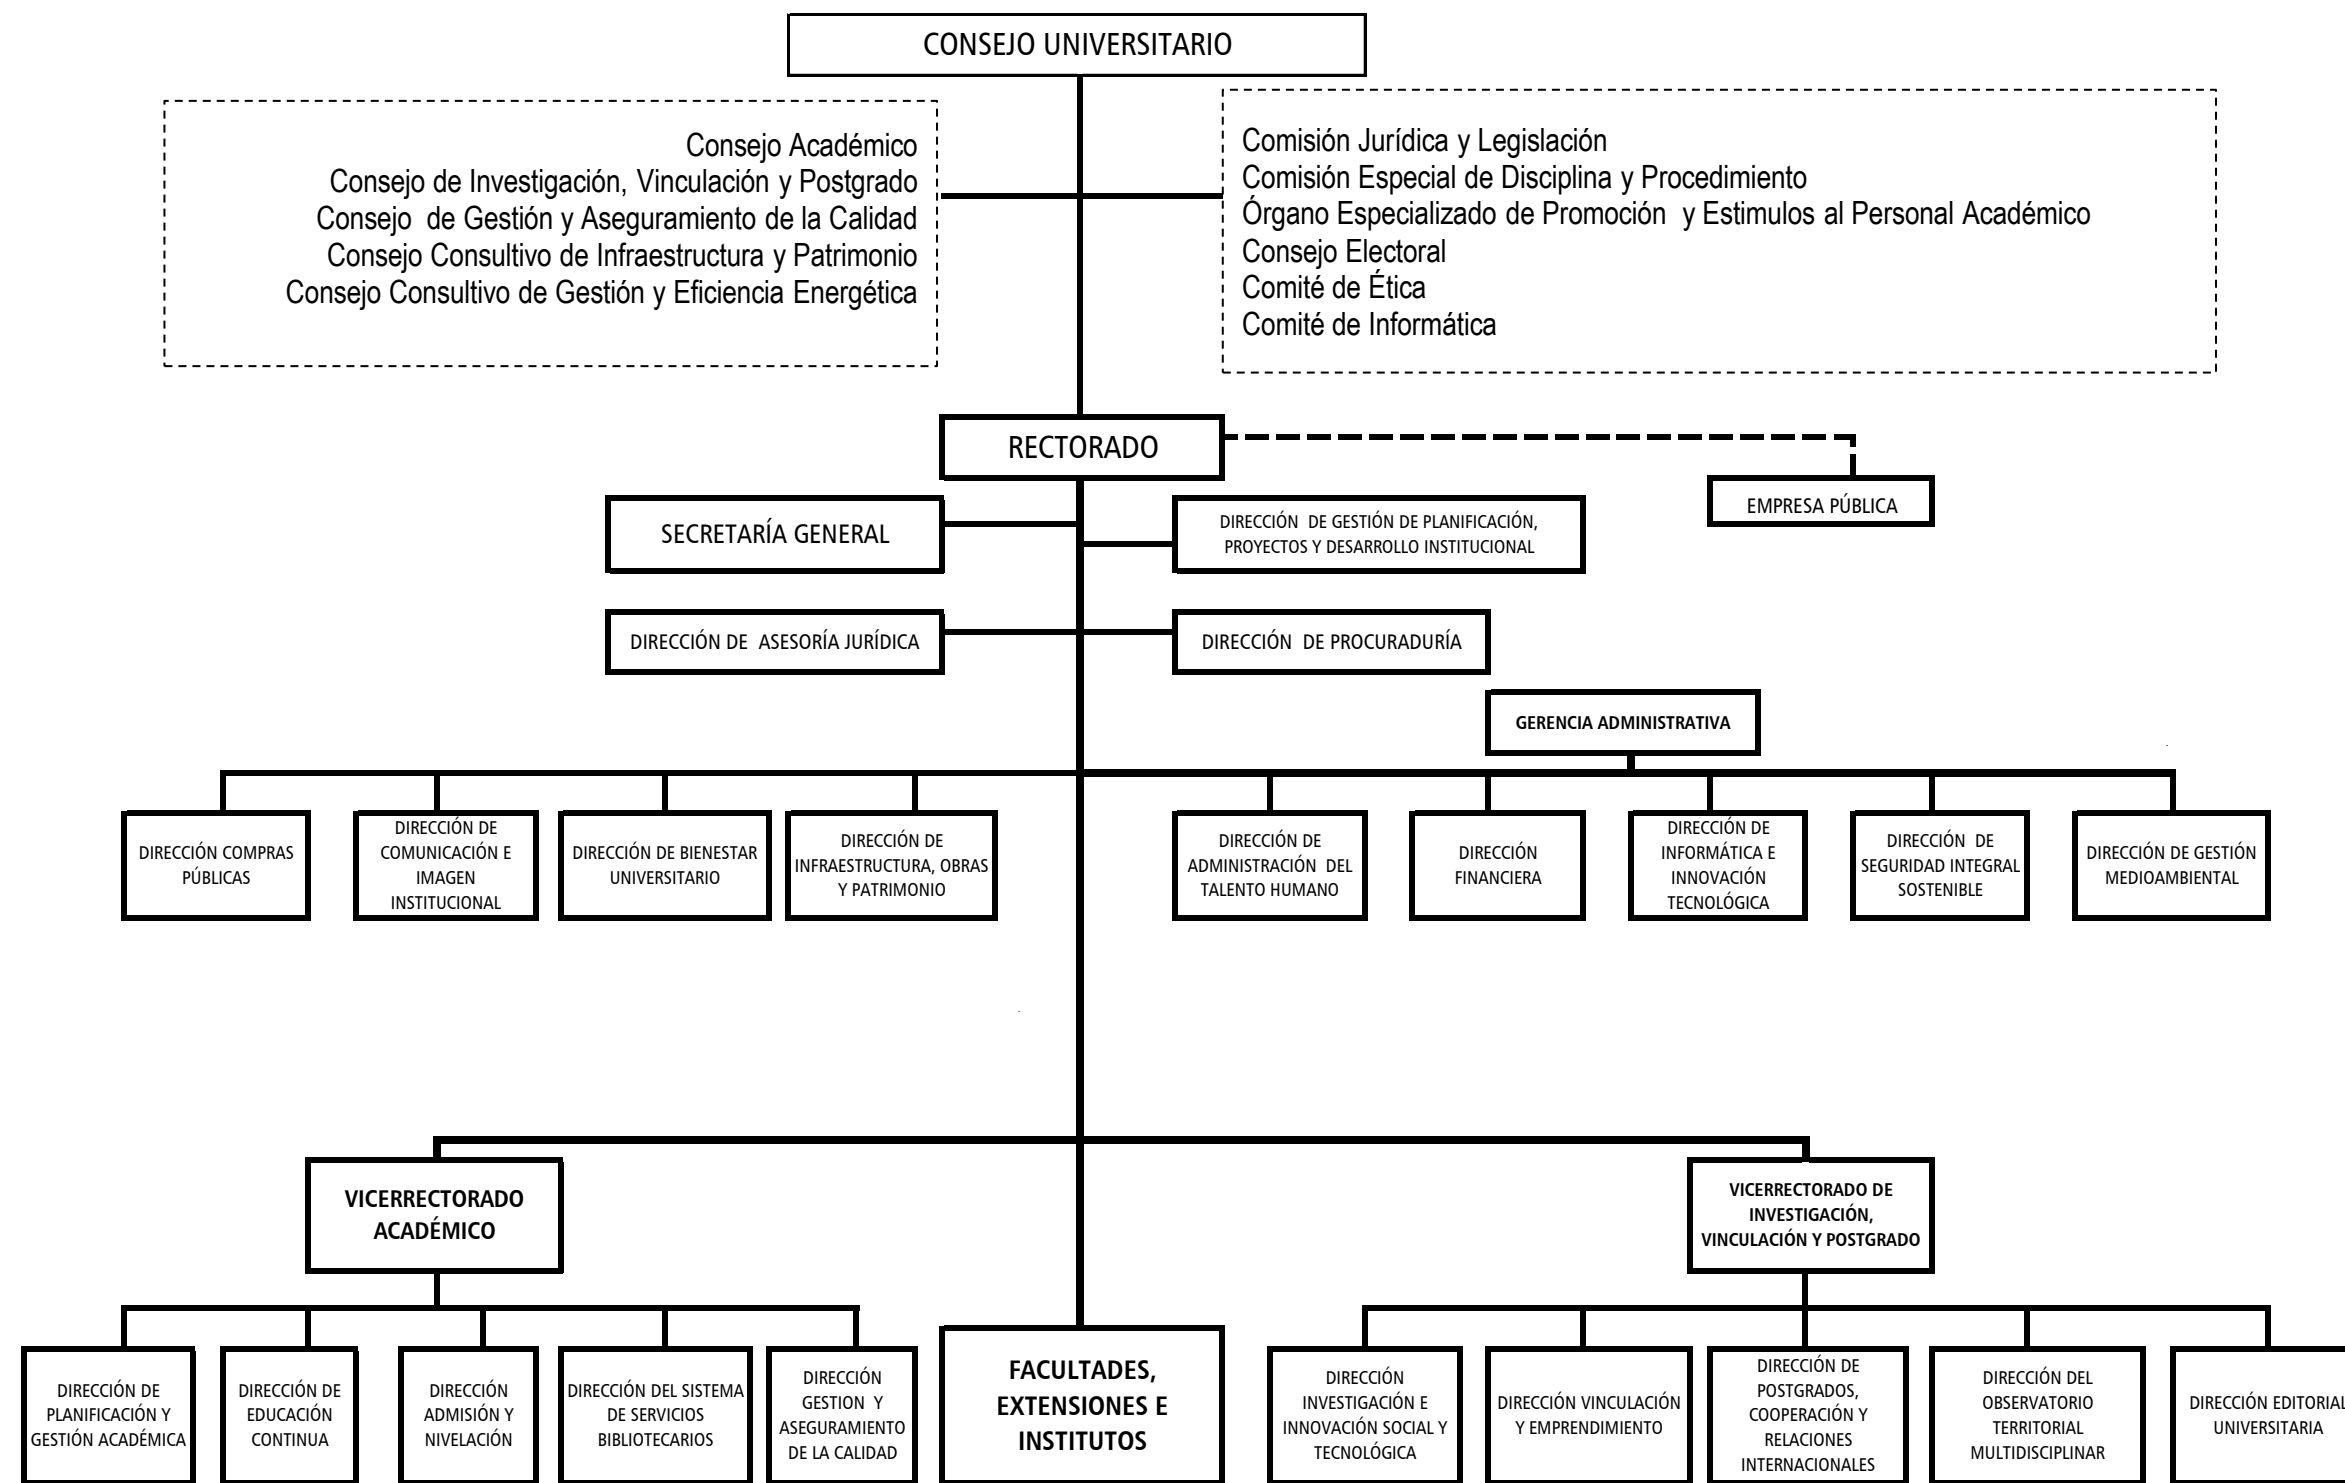 CONSEJO UNIVERSITARIO
Consejo Académico
Consejo de Investigación, Vinculación y Postgrado
Consejo de Gestión y Aseguramiento de la Calidad
Consejo Consultivo de Infraestructura y Patrimonio
Consejo Consultivo de Gestión y Eficiencia Energética
Comisión Jurídica y Legislación
Comisión Especial de Disciplina y Procedimiento
Órgano Especializado de Promoción y Estimulos al Personal Académico
Consejo Electoral
Comité de Ética
Comité de Informática
RECTORADO
EMPRESA PÚBLICA
SECRETARÍA GENERAL
DIRECCIÓN DE GESTIÓN DE PLANIFICACIÓN,
PROYECTOS Y DESARROLLO INSTITUCIONAL
DIRECCIÓN DE ASESORÍA JURÍDICA
DIRECCIÓN DE PROCURADURÍA
GERENCIA ADMINISTRATIVA
DIRECCIÓN COMPRAS
PÚBLICAS
DIRECCIÓN DE
COMUNICACIÓN E
IMAGEN
INSTITUCIONAL
DIRECCIÓN DE BIENESTAR
UNIVERSITARIO
DIRECCIÓN DE
INFRAESTRUCTURA, OBRAS
Y PATRIMONIO
DIRECCIÓN DE
ADMINISTRACIÓN DEL
TALENTO HUMANO
DIRECCIÓN
FINANCIERA
DIRECCIÓN DE
INFORMÁTICA E
INNOVACIÓN
TECNOLÓGICA
DIRECCIÓN DE
SEGURIDAD INTEGRAL
SOSTENIBLE
DIRECCIÓN DE GESTIÓN
MEDIOAMBIENTAL
VICERRECTORADO
ACADÉMICO
VICERRECTORADO DE
INVESTIGACIÓN,
VINCULACIÓN Y POSTGRADO
DIRECCIÓN DE
PLANIFICACIÓN Y
GESTIÓN ACADÉMICA
DIRECCIÓN DE
EDUCACIÓN
CONTINUA
DIRECCIÓN
ADMISIÓN Y
NIVELACIÓN
DIRECCIÓN DEL SISTEMA
DE SERVICIOS
BIBLIOTECARIOS
DIRECCIÓN
GESTION Y
ASEGURAMIENTO
DE LA CALIDAD
FACULTADES,
EXTENSIONES E
INSTITUTOS
DIRECCIÓN
INVESTIGACIÓN E
INNOVACIÓN SOCIAL Y
TECNOLÓGICA
DIRECCIÓN VINCULACIÓN
Y EMPRENDIMIENTO
DIRECCIÓN DE
POSTGRADOS,
COOPERACIÓN Y
RELACIONES
INTERNACIONALES
DIRECCIÓN DEL
OBSERVATORIO
TERRITORIAL
MULTIDISCIPLINAR
DIRECCIÓN EDITORIAL
UNIVERSITARIA